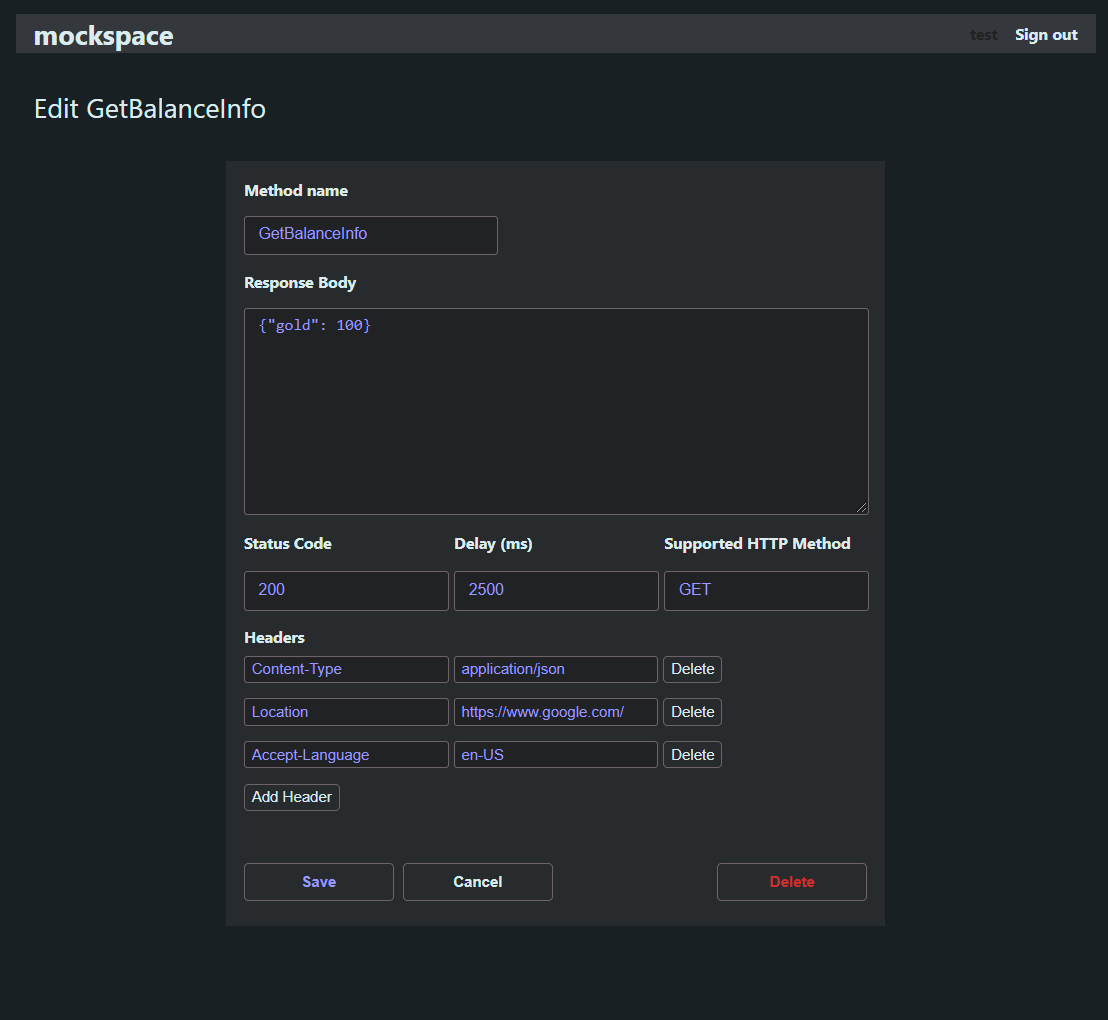 mockspace test Sign out
Edit GetBalanceInfo
Method name
GetBalanceInfo
Response Body
{"gold": 100}
Status Code Delay (ms) Supported HTTP Method
200 2500 GET
Headers
Content-Type application/json Delete
Location https://www.google.com/ Delete
Accept-Language en-US Delete
Add Header
Save Cancel Delete